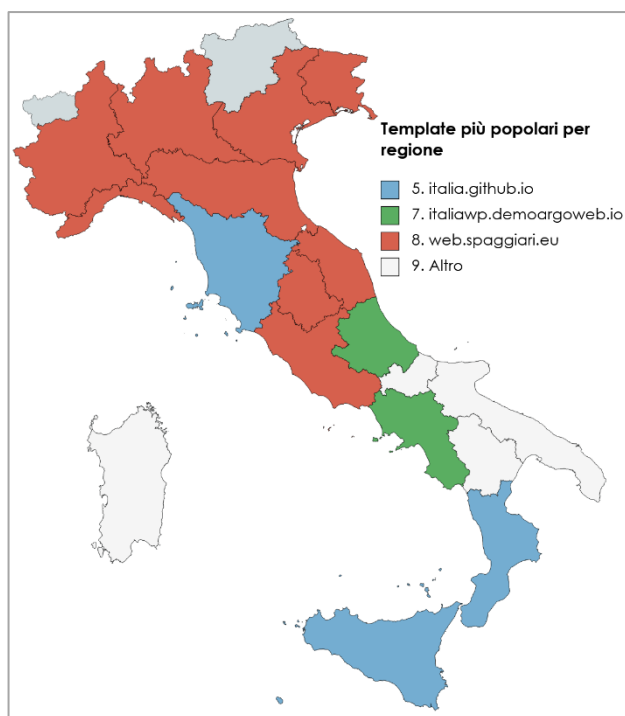 Template più popolari per
regione
5. italia.github.io
7. italiawp.demoargoweb.io
8. web.spaggiari.eu
9. Altro